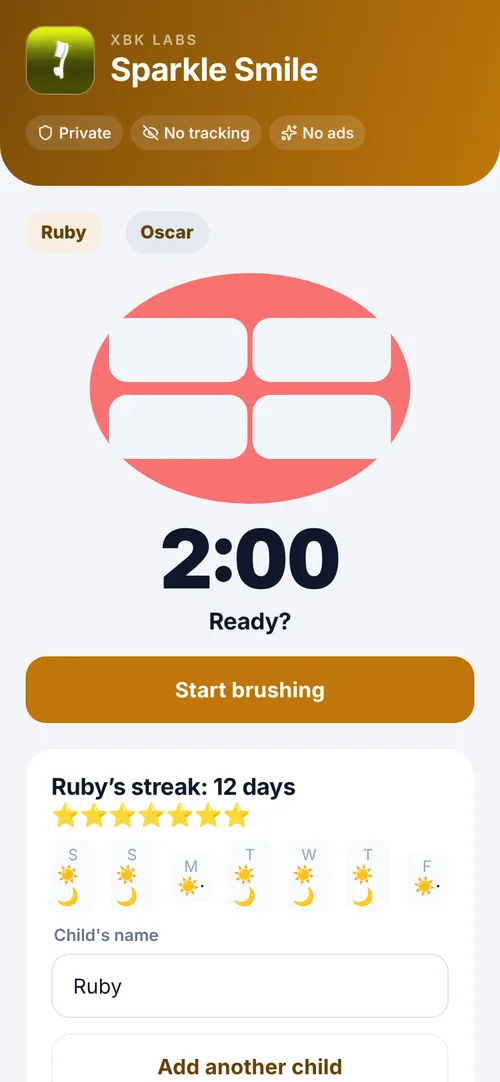 XBK LABS
Sparkle Smile
Private No tracking No ads
Ruby Oscar
2:00
Ready?
Start brushing
Ruby’s streak: 12 days
⭐⭐⭐⭐⭐⭐⭐
S S M T W T F
☀️ ☀️ ☀️· ☀️ ☀️ ☀️ ☀️·
🌙 🌙 🌙 🌙 🌙
Child's name
Ruby
Add another child